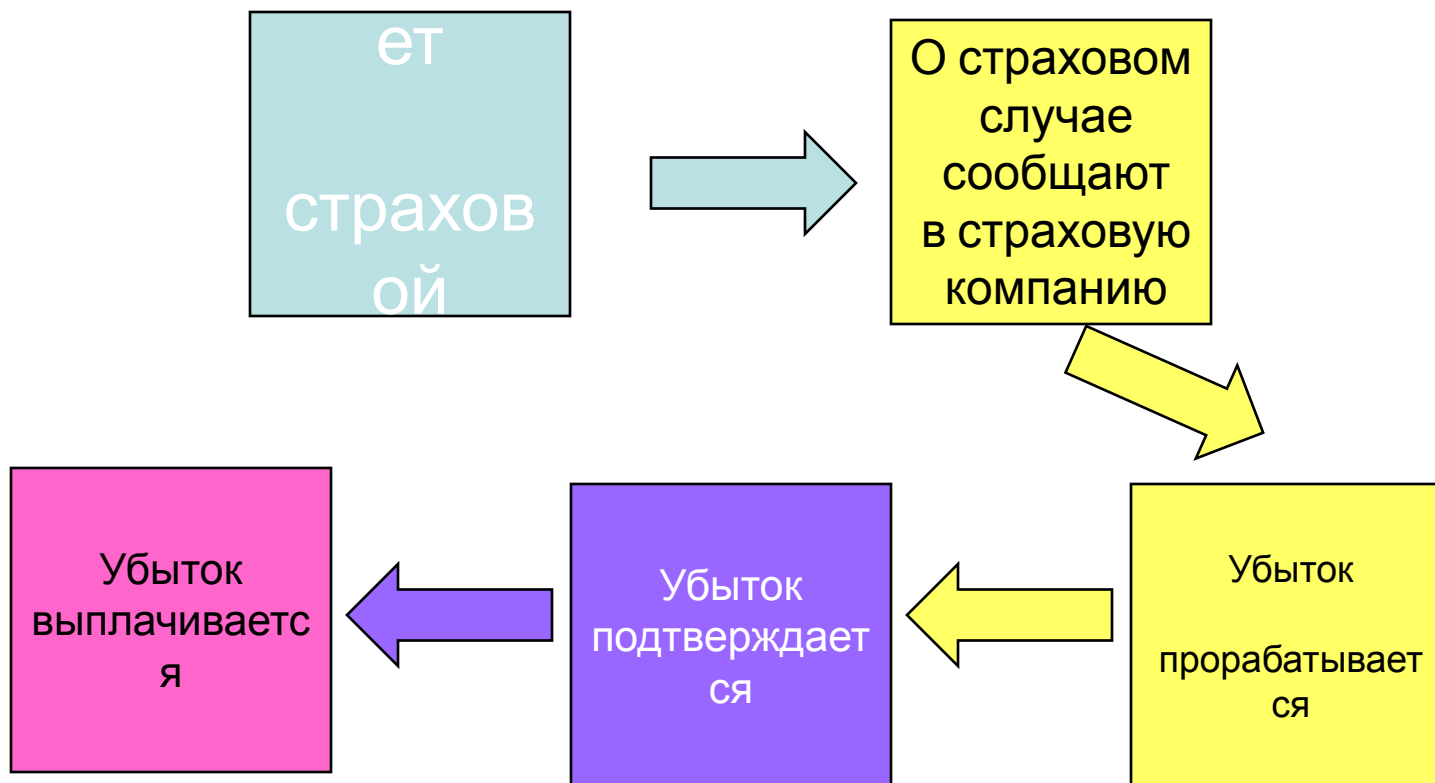 ет
страхов
ой
О страховом
случае
сообщают
в страховую
компанию
Убыток
выплачиваетс
я
Убыток
подтверждает
ся
Убыток
прорабатывает
ся